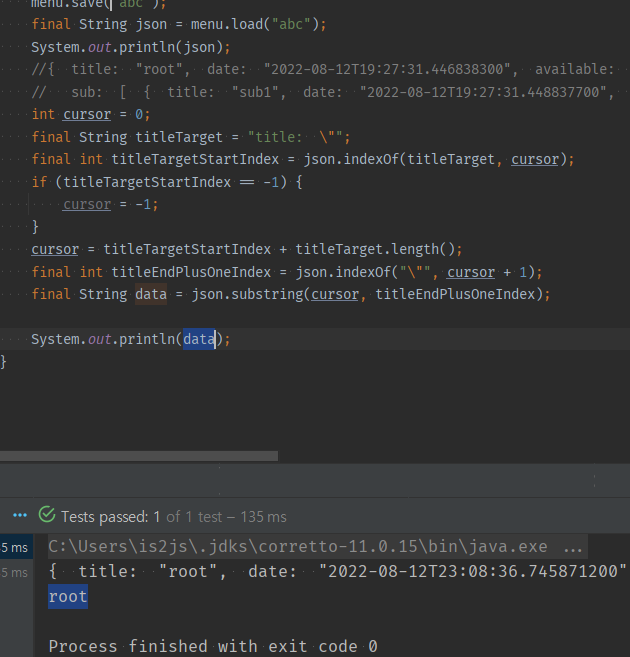 menu.save("abc");
final String json = menu.load("abc");
System.out.println(json);
//{ title: "root", date: "2022-08-12T19:27:31.446838300", available:
// sub: [ { title: "sub1", date: "2022-08-12T19:27:31.448837700",
int cursor = 0;
final String titleTarget = "title: \"";
final int titleTargetStartIndex = json.indexOf(titleTarget, cursor);
if (titleTargetStartIndex == -1) {
cursor = -1;
}
cursor = titleTargetStartIndex + titleTarget.length();
final int titleEndPlusOneIndex = json.indexOf("\"", cursor + 1);
final String data = json.substring(cursor, titleEndPlusOneIndex);
System.out.println(data);
}
Tests passed: 1 of 1 test – 135 ms
5 ms C:\Users\is2js\.jdks\corretto-11.0.15\bin\java.exe ...
5 ms { title: "root", date: "2022-08-12T23:08:36.745871200"
root
Process finished with exit code 0